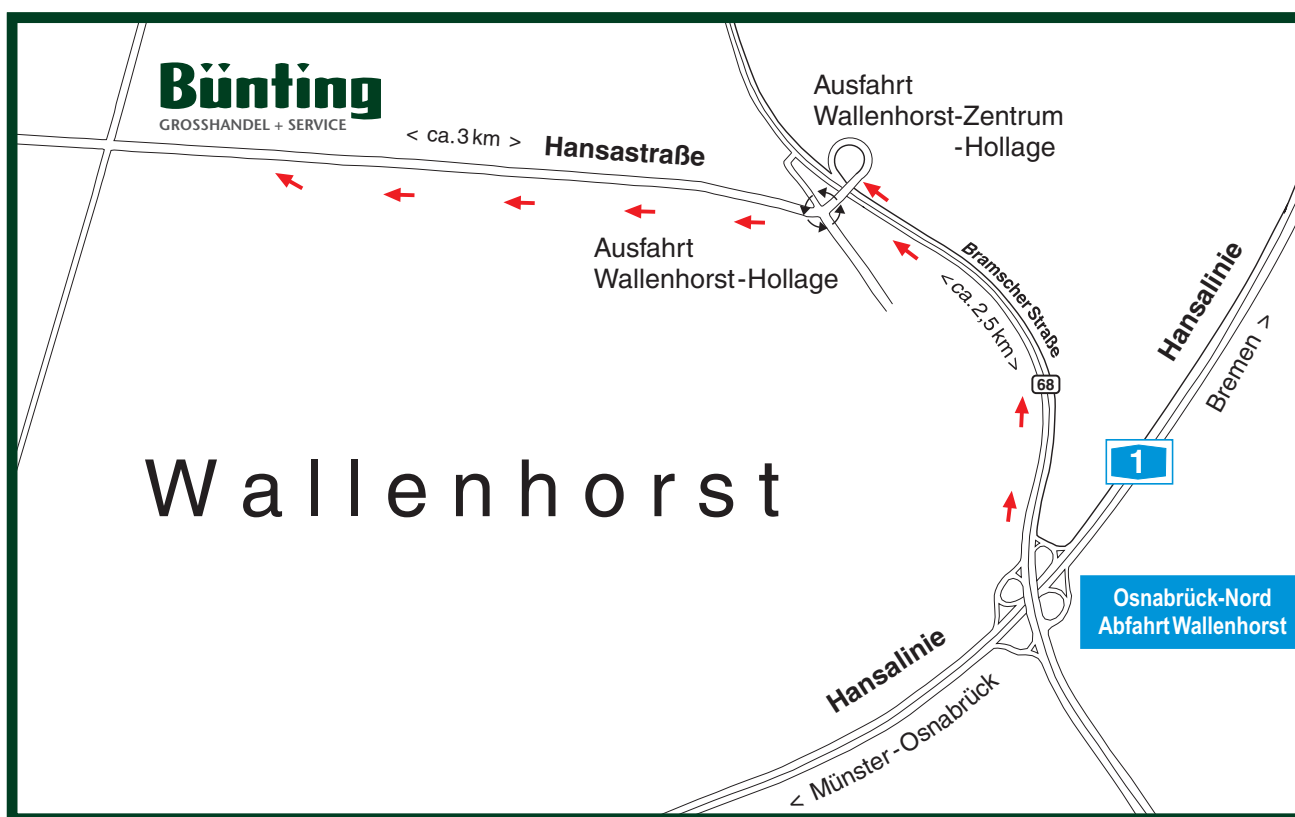 Bünting
GROSSHANDEL + SERVICE
< ca. 3 km >
Hansastraße
Ausfahrt
Wallenhorst-Zentrum
-Hollage
Ausfahrt
Wallenhorst-Hollage
Bramscher Straße
< ca. 2,5 km >
68
Hansalinie
Bremen >
1
Wallenhorst
Osnabrück-Nord
Abfahrt Wallenhorst
Hansalinie
< Münster-Osnabrück